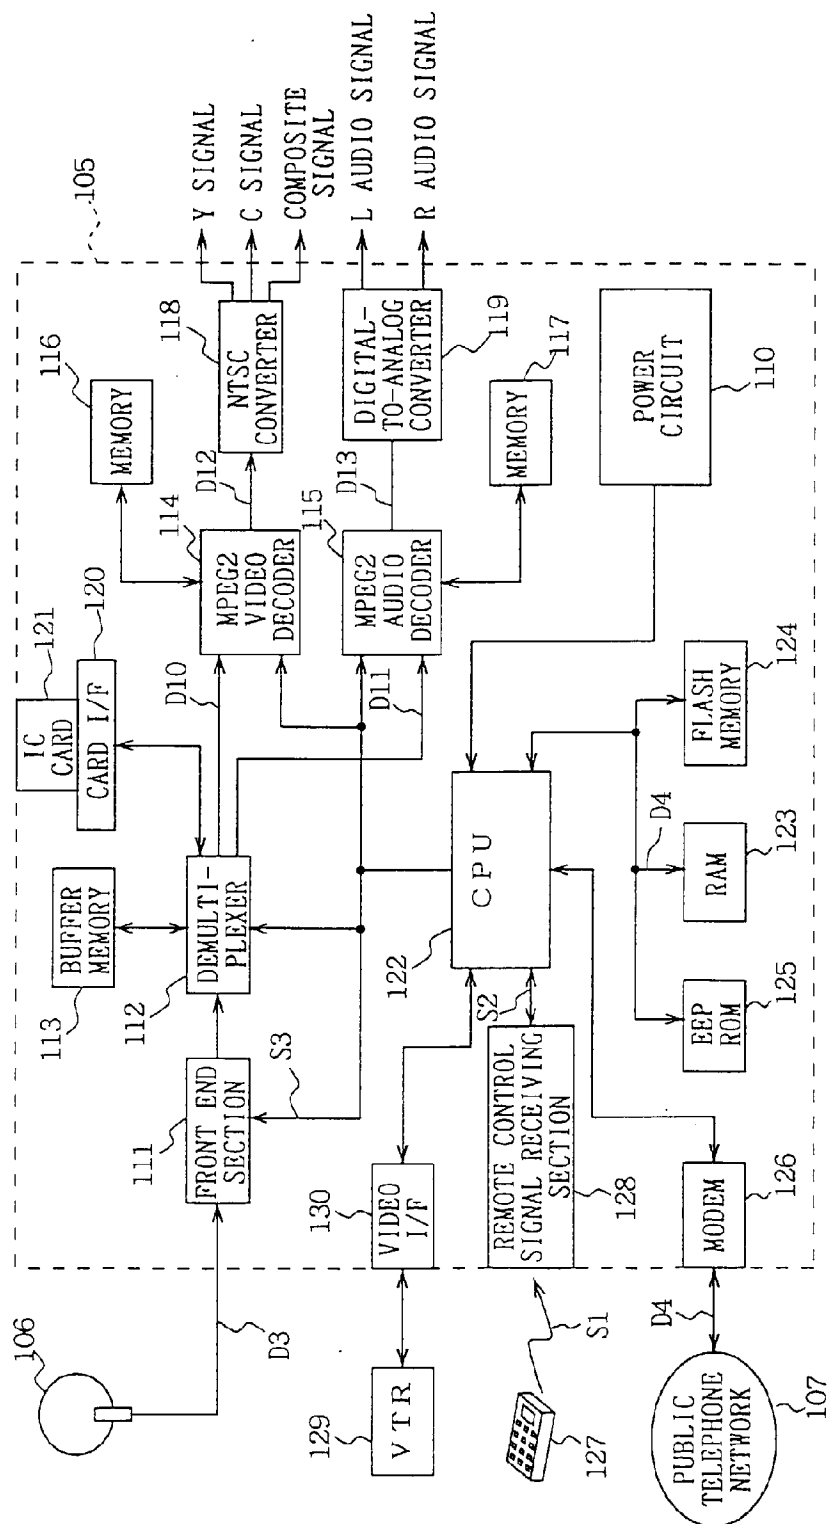 106
D3
105
FRONT END
SECTION
111
S3
BUFFER
MEMORY
113
DEMULTI-
PLEXER
112
IC
CARD
121
CARD I/F
120
D10
D11
MPEG2
VIDEO
DECODER
114
MEMORY
116
D12
NTSC
CONVERTER
118
Y SIGNAL
C SIGNAL
COMPOSITE
SIGNAL
MPEG2
AUDIO
DECODER
115
D13
DIGITAL-
TO-ANALOG
CONVERTER
119
L AUDIO SIGNAL
R AUDIO SIGNAL
MEMORY
117
POWER
CIRCUIT
110
VTR
129
VIDEO
I/F
130
CPU
122
S2
REMOTE CONTROL
SIGNAL RECEIVING
SECTION
128
S1
127
EEP
ROM
125
RAM
123
D4
FLASH
MEMORY
124
MODEM
126
D4
PUBLIC
TELEPHONE
NETWORK
107